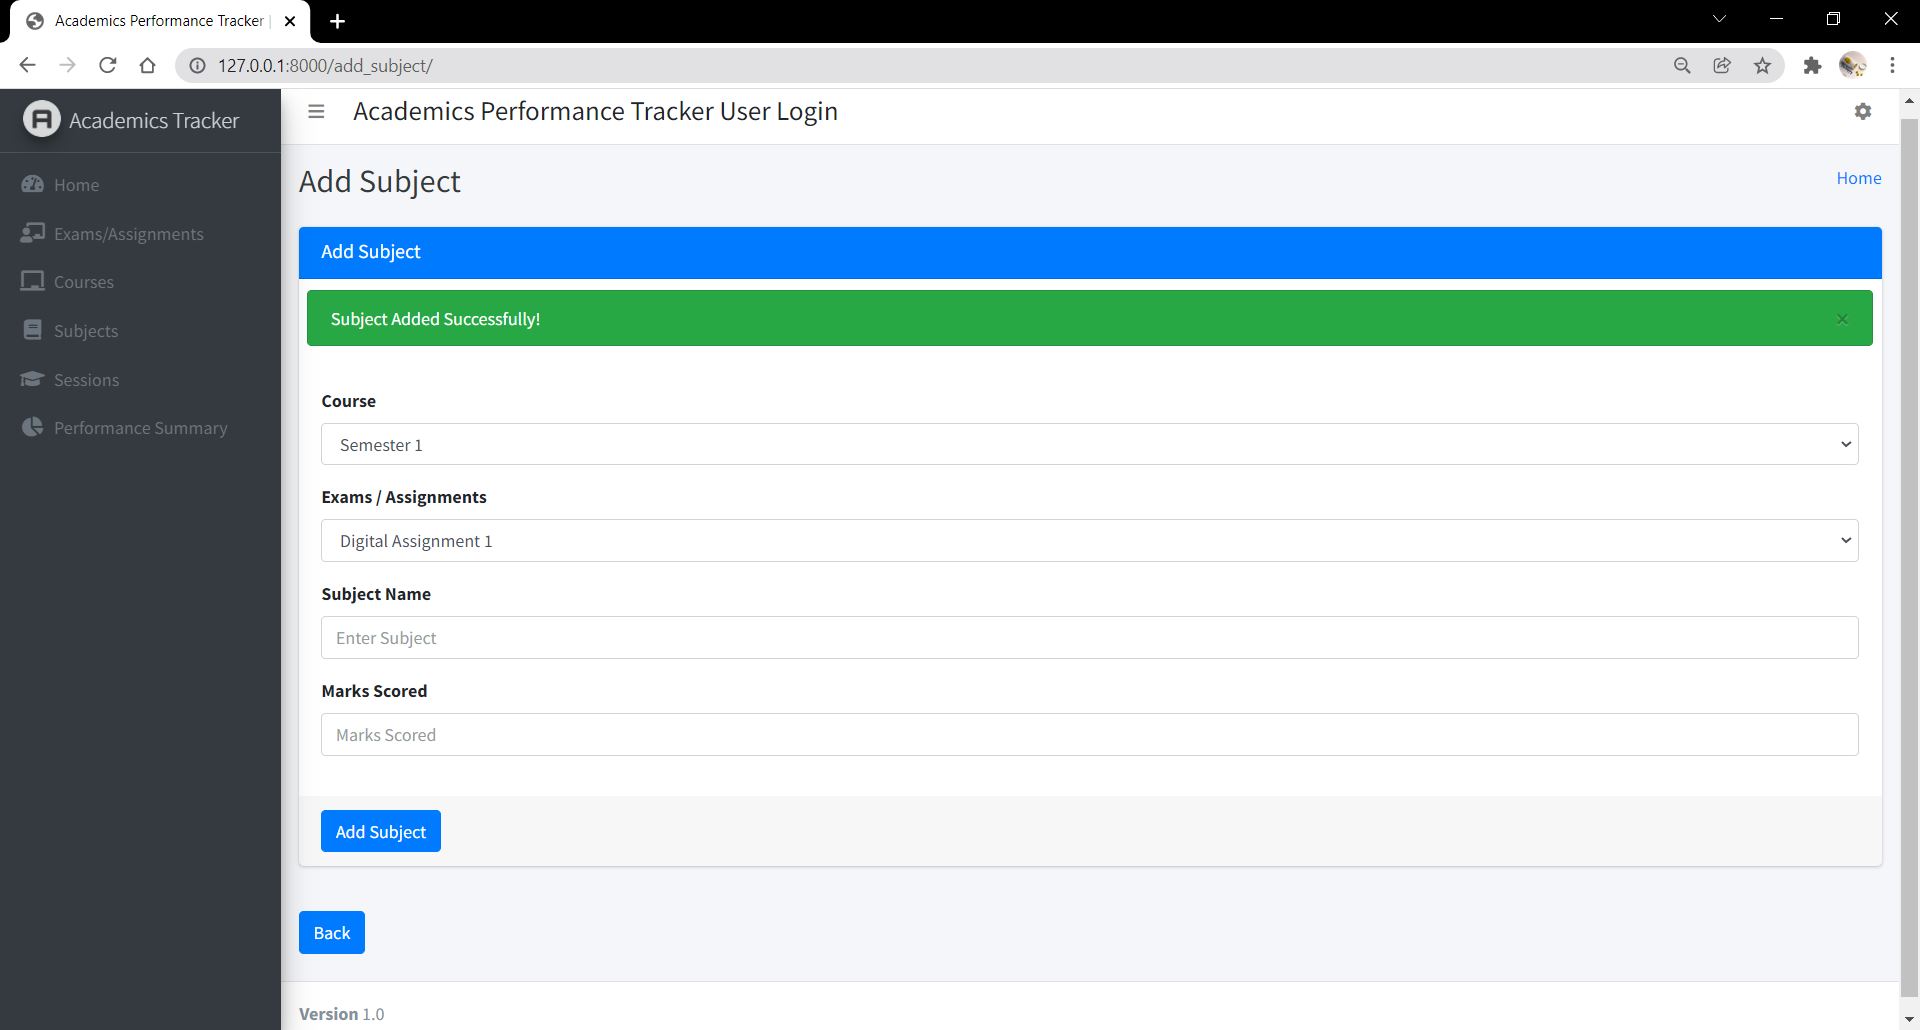 Academics Performance Tracker |
127.0.0.1:8000/add_subject/
A Academics Tracker
Academics Performance Tracker User Login
Home
Exams/Assignments
Courses
Subjects
Sessions
Performance Summary
Add Subject
Home
Add Subject
Subject Added Successfully!
×
Course
Semester 1
Exams / Assignments
Digital Assignment 1
Subject Name
Enter Subject
Marks Scored
Marks Scored
Add Subject
Back
Version 1.0